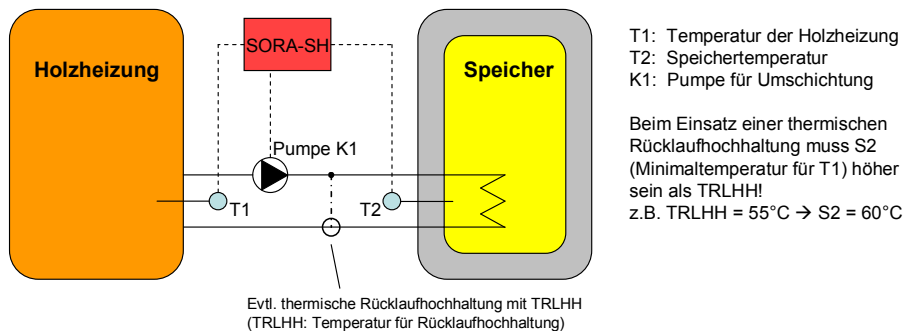 SORA-SH
Holzheizung
Speicher
Pumpe K1
T1
T2
T1: Temperatur der Holzheizung
T2: Speichertemperatur
K1: Pumpe für Umschichtung
Beim Einsatz einer thermischen
Rücklaufhochhaltung muss S2
(Minimaltemperatur für T1) höher
sein als TRLHH!
z.B. TRLHH = 55°C → S2 = 60°C
Evtl. thermische Rücklaufhochhaltung mit TRLHH
(TRLHH: Temperatur für Rücklaufhochhaltung)